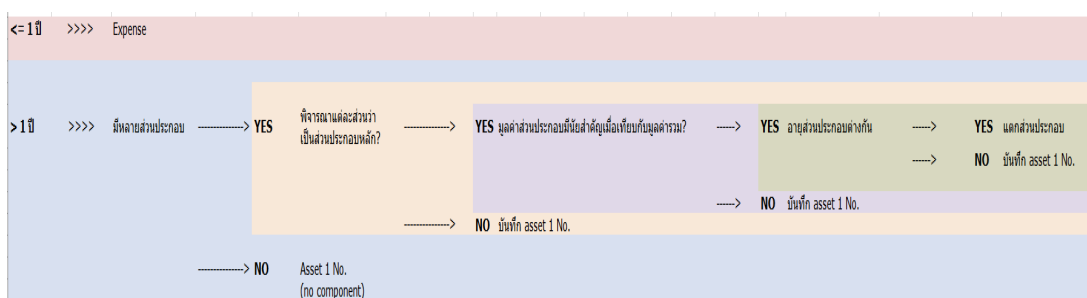 <= 1 ปี >>>> Expense
พิจารณาแต่ละส่วนว่า
> 1 ปี >>>> มีหลายส่วนประกอบ --------------> YES เป็นส่วนประกอบหลัก? --------------> YES มูลค่าส่วนประกอบมีนัยสำคัญเมื่อเทียบกับมูลค่ารวม? -----> YES อายุส่วนประกอบต่างกัน ------> YES แตกส่วนประกอบ
------> NO บันทึก asset 1 No.
-----> NO บันทึก asset 1 No.
--------------> NO บันทึก asset 1 No.
--------------> NO Asset 1 No.
(no component)